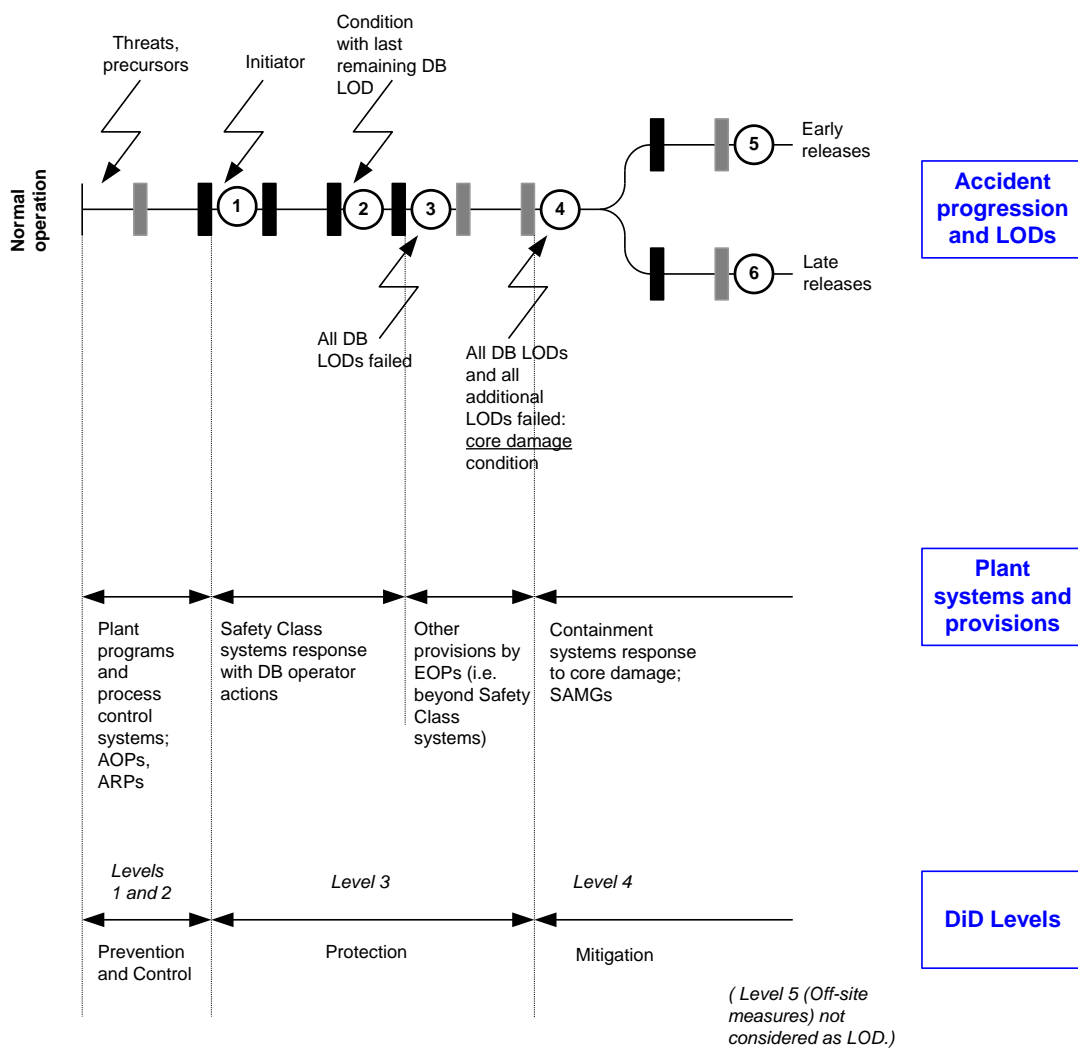 Threats,
precursors
Initiator
Condition
with last
remaining DB
LOD
Normal
operation
1
2
3
4
5
6
Early
releases
Late
releases
Accident
progression
and LODs
All DB
LODs failed
All DB LODs
and all
additional
LODs failed:
core damage
condition
Plant
systems and
provisions
Plant
programs and
process
control
systems;
AOPs,
ARPs
Safety Class
systems response
with DB operator
actions
Other
provisions by
EOPs (i.e.
beyond Safety
Class
systems)
Containment
systems response
to core damage;
SAMGs
Levels
1 and 2
Level 3
Level 4
DiD Levels
Prevention
and Control
Protection
Mitigation
( Level 5 (Off-site
measures) not
considered as LOD.)